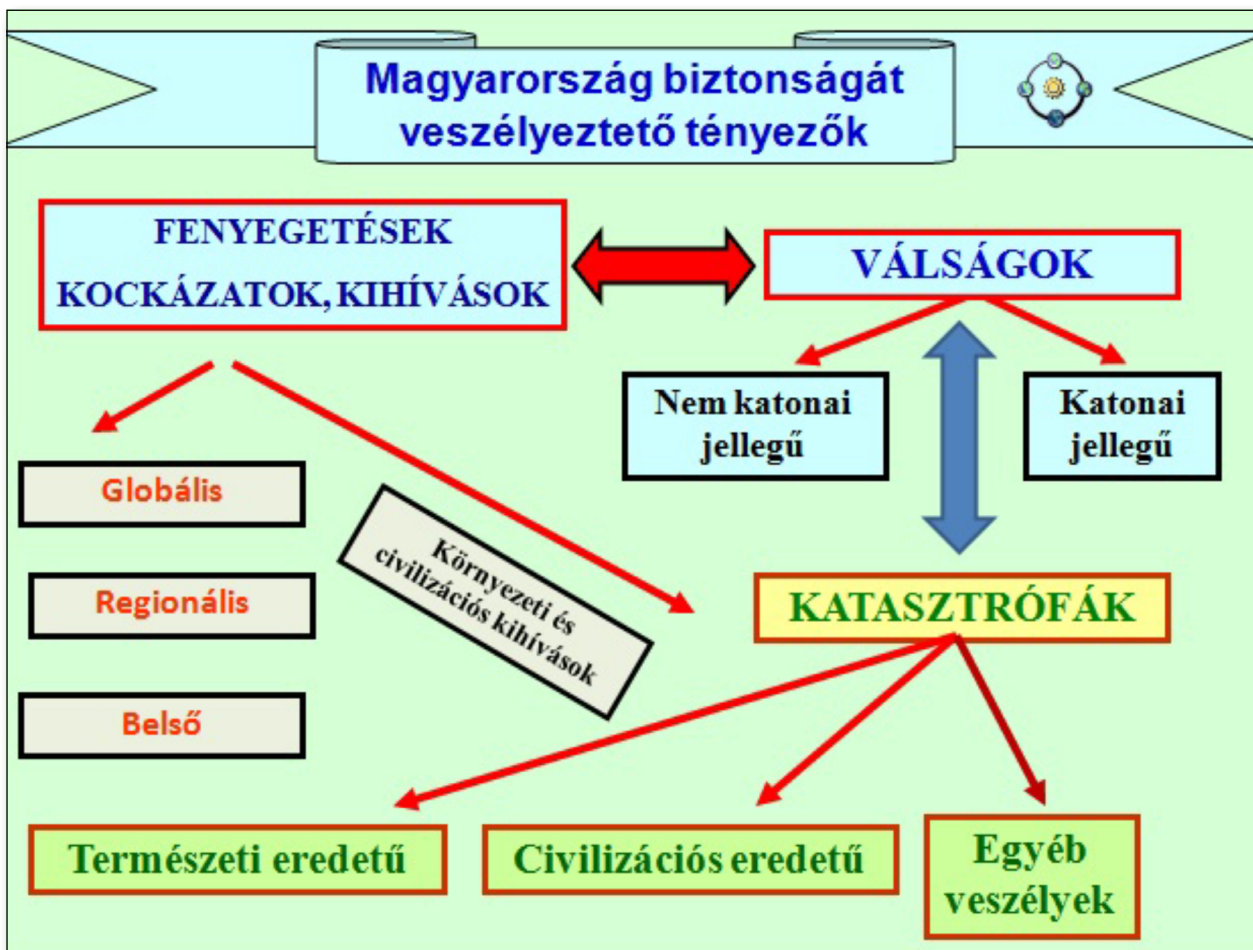 Magyarország biztonságát
veszélyeztető tényezők
FENYEGETÉSEK
KOCKÁZATOK, KIHÍVÁSOK
VÁLSÁGOK
Nem katonai
jellegű
Katonai
jellegű
Globális
Regionális
Belső
Környezeti és
civilizációs kihívások
KATASZTRÓFÁK
Természeti eredetű
Civilizációs eredetű
Egyéb
veszélyek